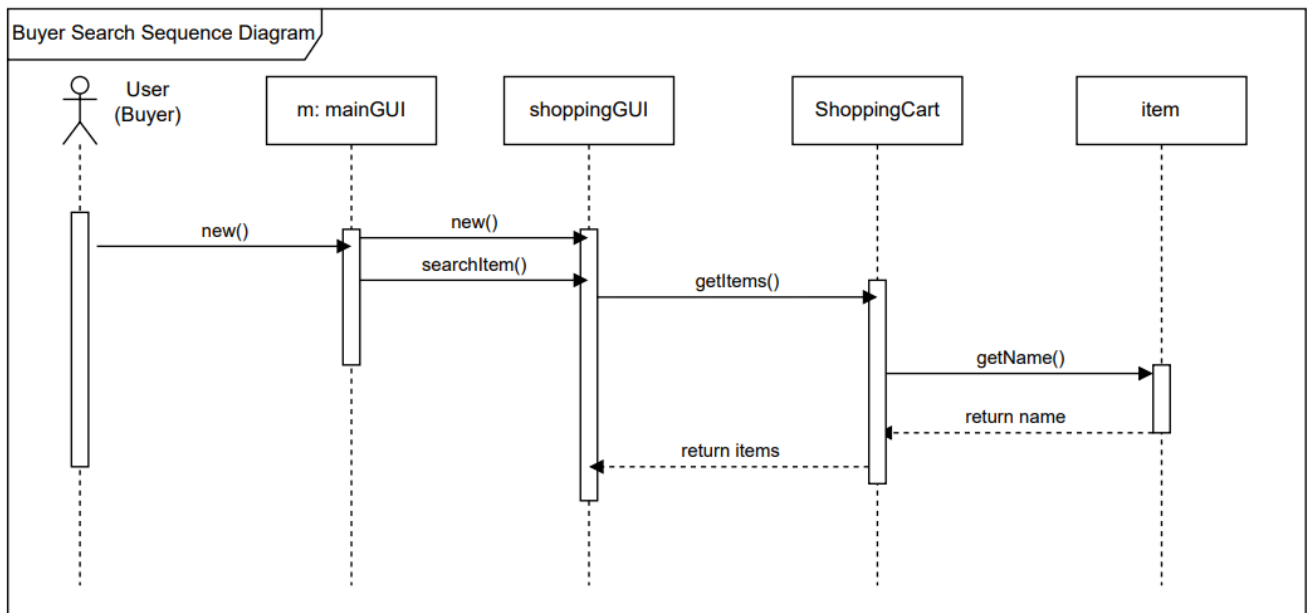 Buyer Search Sequence Diagram
User
(Buyer)
m: mainGUI
shoppingGUI
ShoppingCart
item
new()
new()
searchItem()
getItems()
getName()
return name
return items